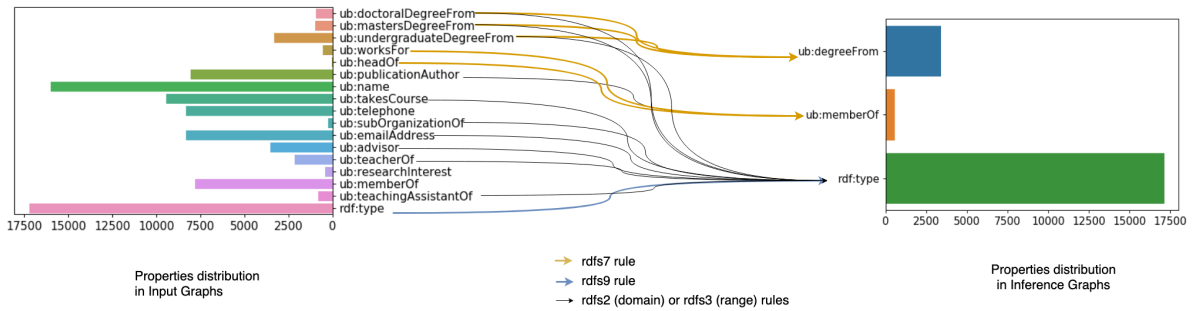 ub:doctoralDegreeFrom
ub:mastersDegreeFrom
ub:undergraduateDegreeFrom
ub:worksFor
ub:headOf
ub:publicationAuthor
ub:name
ub:takesCourse
ub:telephone
ub:subOrganizationOf
ub:emailAddress
ub:advisor
ub:teacherOf
ub:researchInterest
ub:memberOf
ub:teachingAssistantOf
rdf:type
17500 15000 12500 10000 7500 5000 2500 0
Properties distribution
in Input Graphs
rdfs7 rule
rdfs9 rule
rdfs2 (domain) or rdfs3 (range) rules
ub:degreeFrom
ub:memberOf
rdf:type
0 2500 5000 7500 10000 12500 15000 17500
Properties distribution
in Inference Graphs